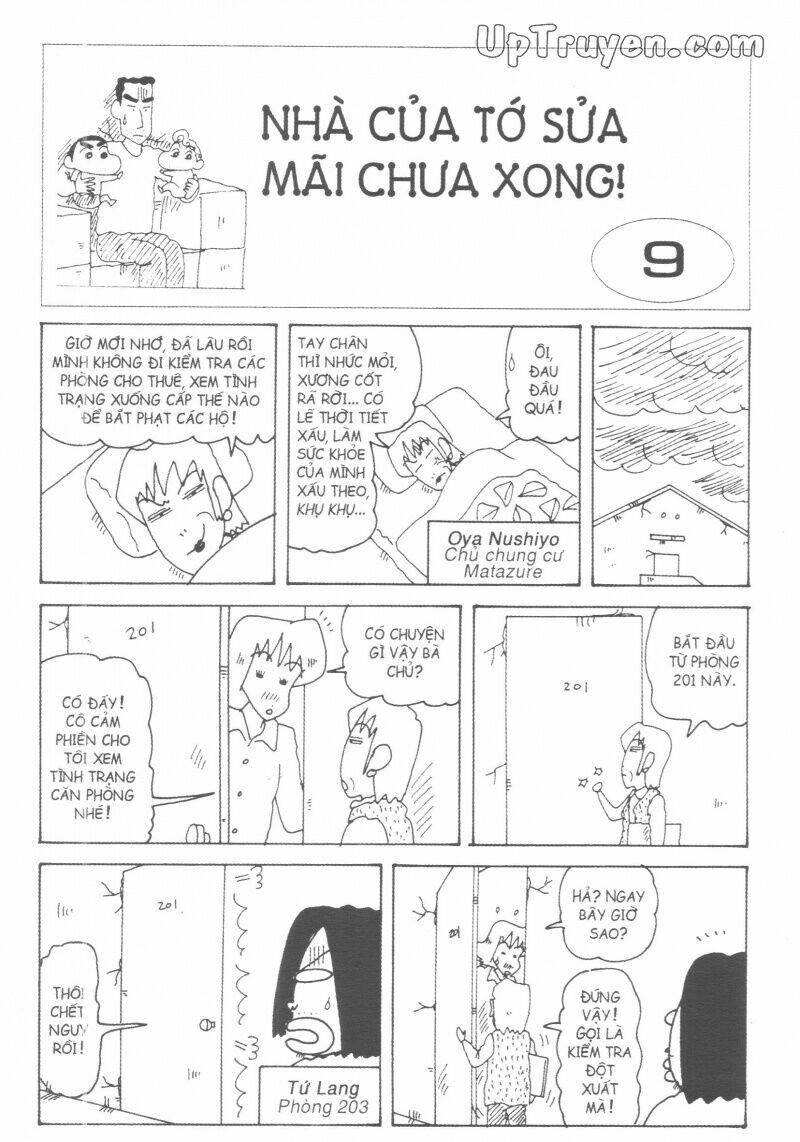 UpTruyen.com
NHÀ CỦA TỚ SỬA
MÃI CHƯA XONG!
9
ÔI,
ĐAU
ĐẦU
QUÁ!
TAY CHÂN
THÌ NHỨC MỎI,
XƯƠNG CỐT
RÃ RỜI... CÓ
LẼ THỜI TIẾT
XẤU, LÀM
SỨC KHỎE
CỦA MÌNH
XẤU THEO,
KHỤ KHỤ...
Oya Nushiyo
Chủ chung cư
Matazure
GIỜ MỚI NHỚ, ĐÃ LÂU RỒI
MÌNH KHÔNG ĐI KIỂM TRA CÁC
PHÒNG CHO THUÊ, XEM TÌNH
TRẠNG XUỐNG CẤP THẾ NÀO
ĐỂ BẮT PHẠT CÁC HỘ!
BẮT ĐẦU
TỪ PHÒNG
201 NÀY.
201
CÓ CHUYỆN
GÌ VẬY BÀ
CHỦ?
201
CÓ ĐẤY!
CÔ CẢM
PHIỀN CHO
TÔI XEM
TÌNH TRẠNG
CĂN PHÒNG
NHÉ!
HẢ? NGAY
BÂY GIỜ
SAO?
201
ĐÚNG
VẬY!
GỌI LÀ
KIỂM TRA
ĐỘT
XUẤT
MÀ!
201
THÔI
CHẾT
NGUY
RỒI!
Tứ Lang
Phòng 203